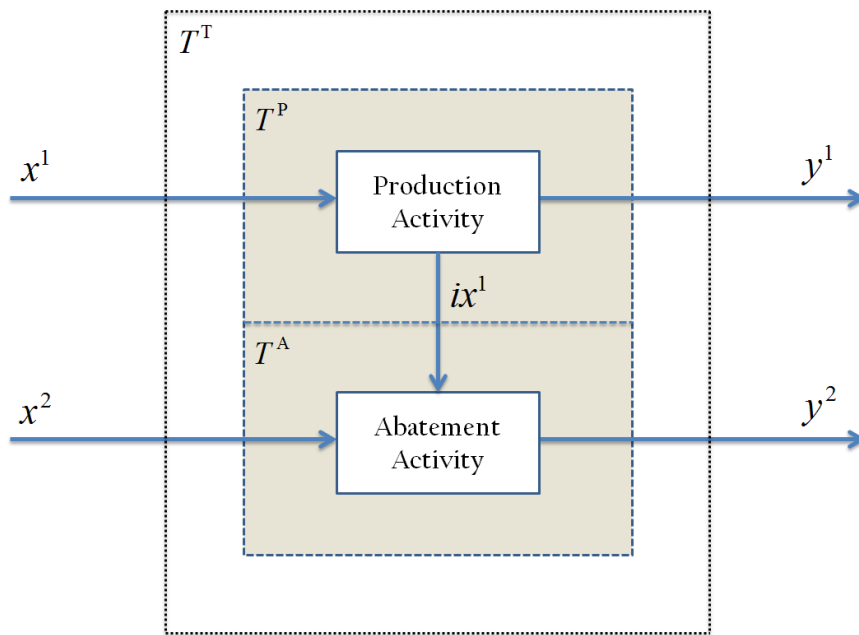 T^T
T^P
x^1
y^1
Production
Activity
ix^1
T^A
x^2
y^2
Abatement
Activity